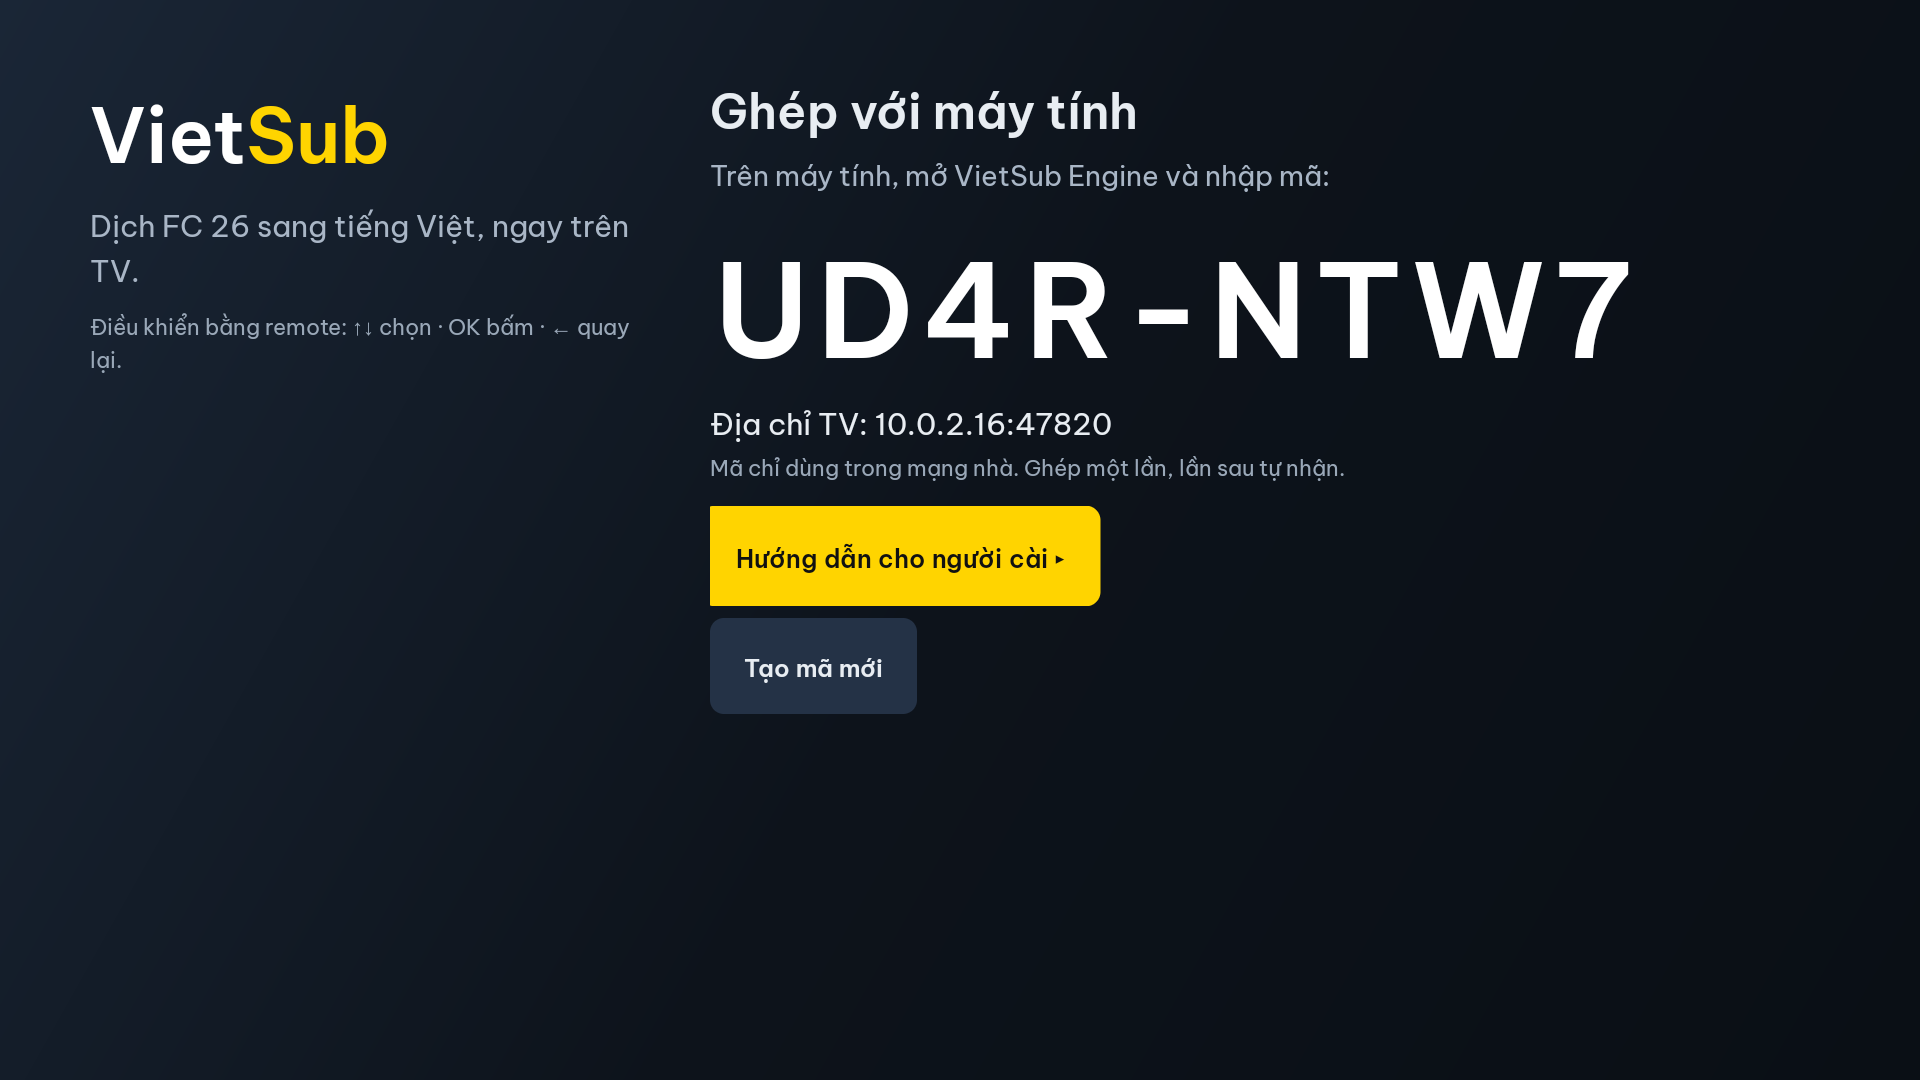 VietSub
Dịch FC 26 sang tiếng Việt, ngay trên
TV.
Điều khiển bằng remote: ↑↓ chọn · OK bấm · ← quay
lại.
Ghép với máy tính
Trên máy tính, mở VietSub Engine và nhập mã:
UD4R-NTW7
Địa chỉ TV: 10.0.2.16:47820
Mã chỉ dùng trong mạng nhà. Ghép một lần, lần sau tự nhận.
Hướng dẫn cho người cài ▸
Tạo mã mới